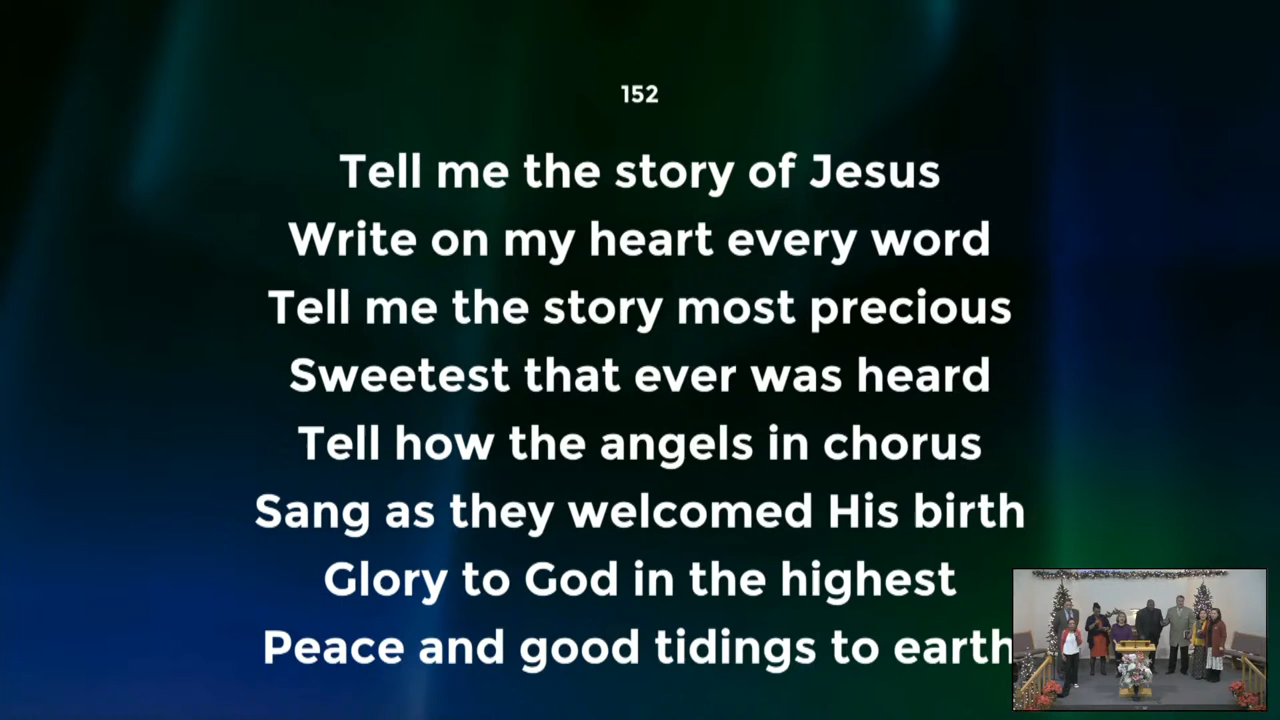 152
Tell me the story of Jesus
Write on my heart every word
Tell me the story most precious
Sweetest that ever was heard
Tell how the angels in chorus
Sang as they welcomed His birth
Glory to God in the highest
Peace and good tidings to earth